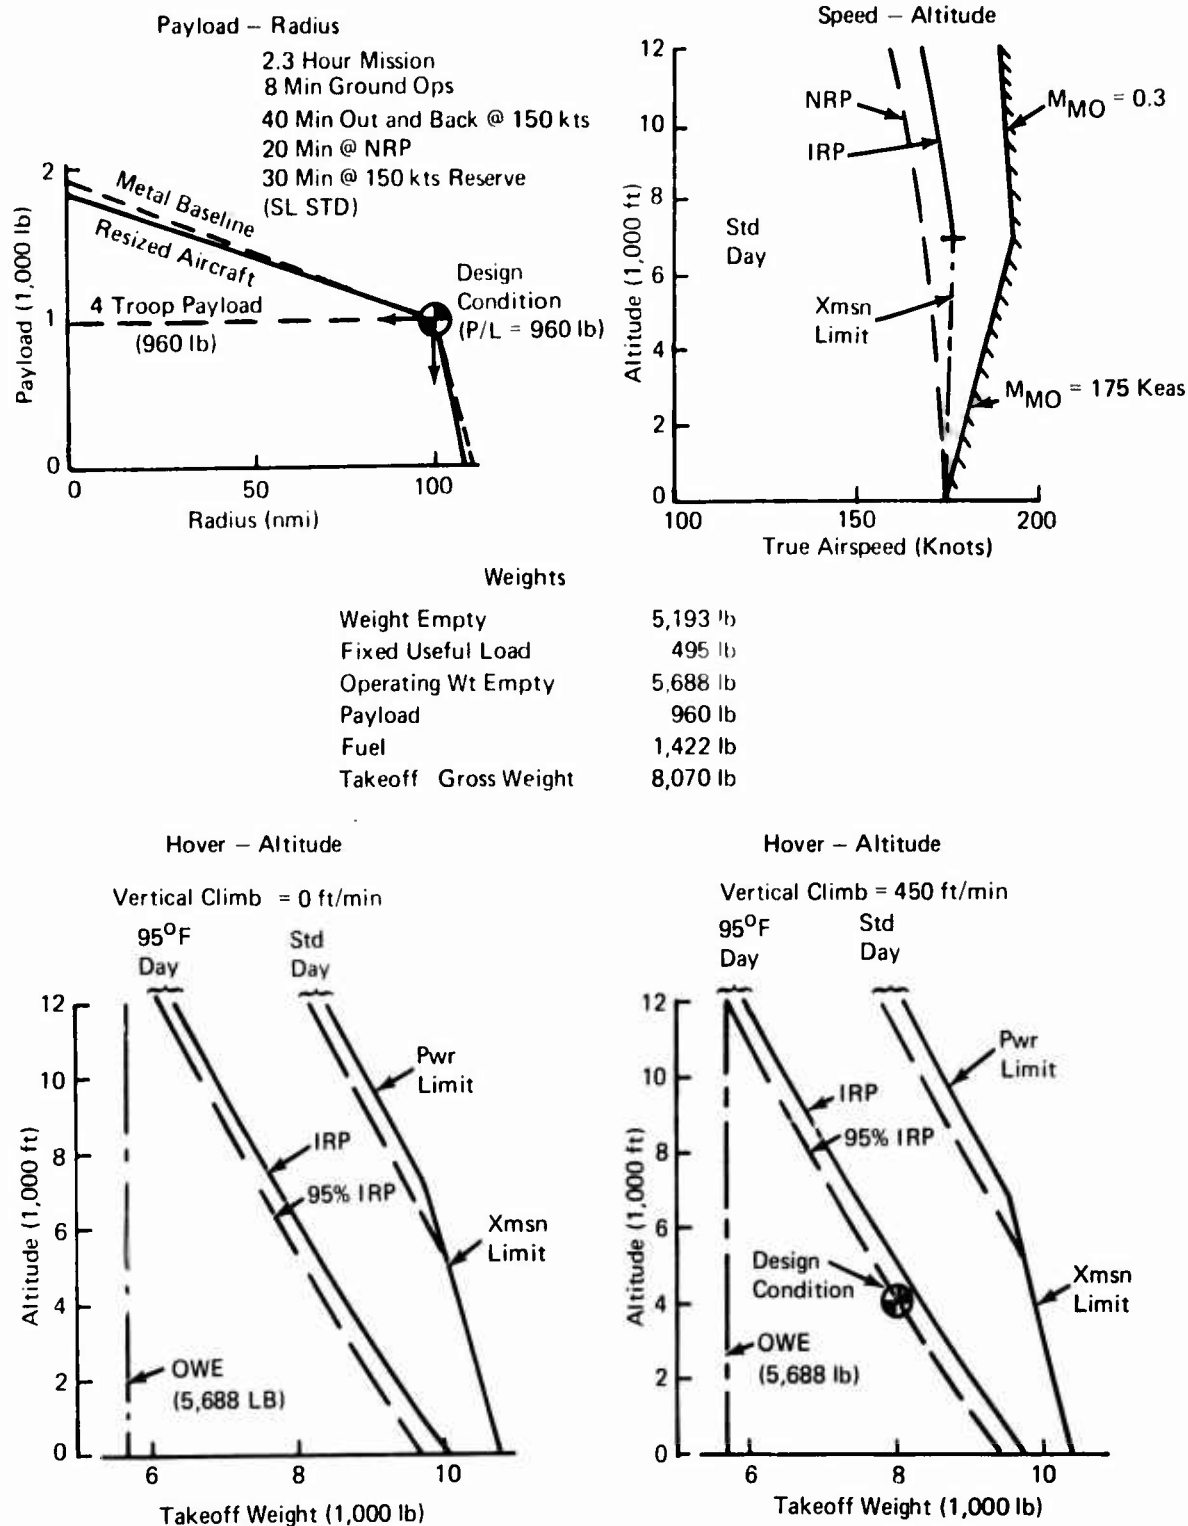 Payload – Radius
2.3 Hour Mission
8 Min Ground Ops
40 Min Out and Back @ 150 kts
20 Min @ NRP
30 Min @ 150 kts Reserve
(SL STD)
Payload (1,000 lb)
2
1
0
Metal Baseline
Resized Aircraft
4 Troop Payload
(960 lb)
Design
Condition
(P/L = 960 lb)
0
50
100
Radius (nmi)
Speed – Altitude
Altitude (1,000 ft)
12
10
8
6
4
2
0
NRP
IRP
Std
Day
Xmsn
Limit
MMO = 0.3
MMO = 175 Keas
100
150
200
True Airspeed (Knots)
Weights
Weight Empty 5,193 lb
Fixed Useful Load 495 lb
Operating Wt Empty 5,688 lb
Payload 960 lb
Fuel 1,422 lb
Takeoff Gross Weight 8,070 lb
Hover – Altitude
Vertical Climb = 0 ft/min
95°F
Day
Std
Day
Altitude (1,000 ft)
12
10
8
6
4
2
0
Pwr
Limit
IRP
95% IRP
Xmsn
Limit
OWE
(5,688 LB)
6
8
10
Takeoff Weight (1,000 lb)
Hover – Altitude
Vertical Climb = 450 ft/min
95°F
Day
Std
Day
Altitude (1,000 ft)
12
10
8
6
4
2
0
Pwr
Limit
IRP
95% IRP
Design
Condition
Xmsn
Limit
OWE
(5,688 lb)
6
8
10
Takeoff Weight (1,000 lb)